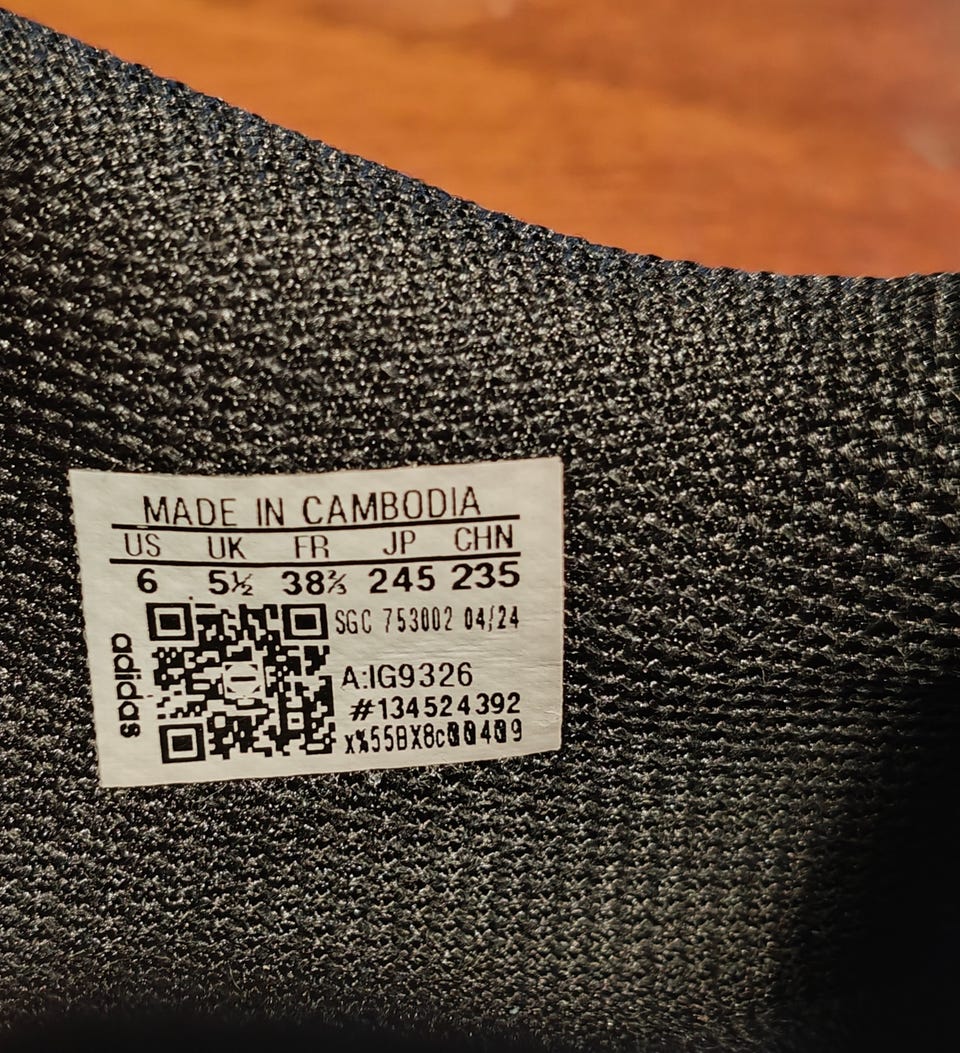 MADE IN CAMBODIA
US UK FR JP CHN
6 5½ 38⅔ 245 235
SGC 753002 04/24
adidas
A:IG9326
#134524392